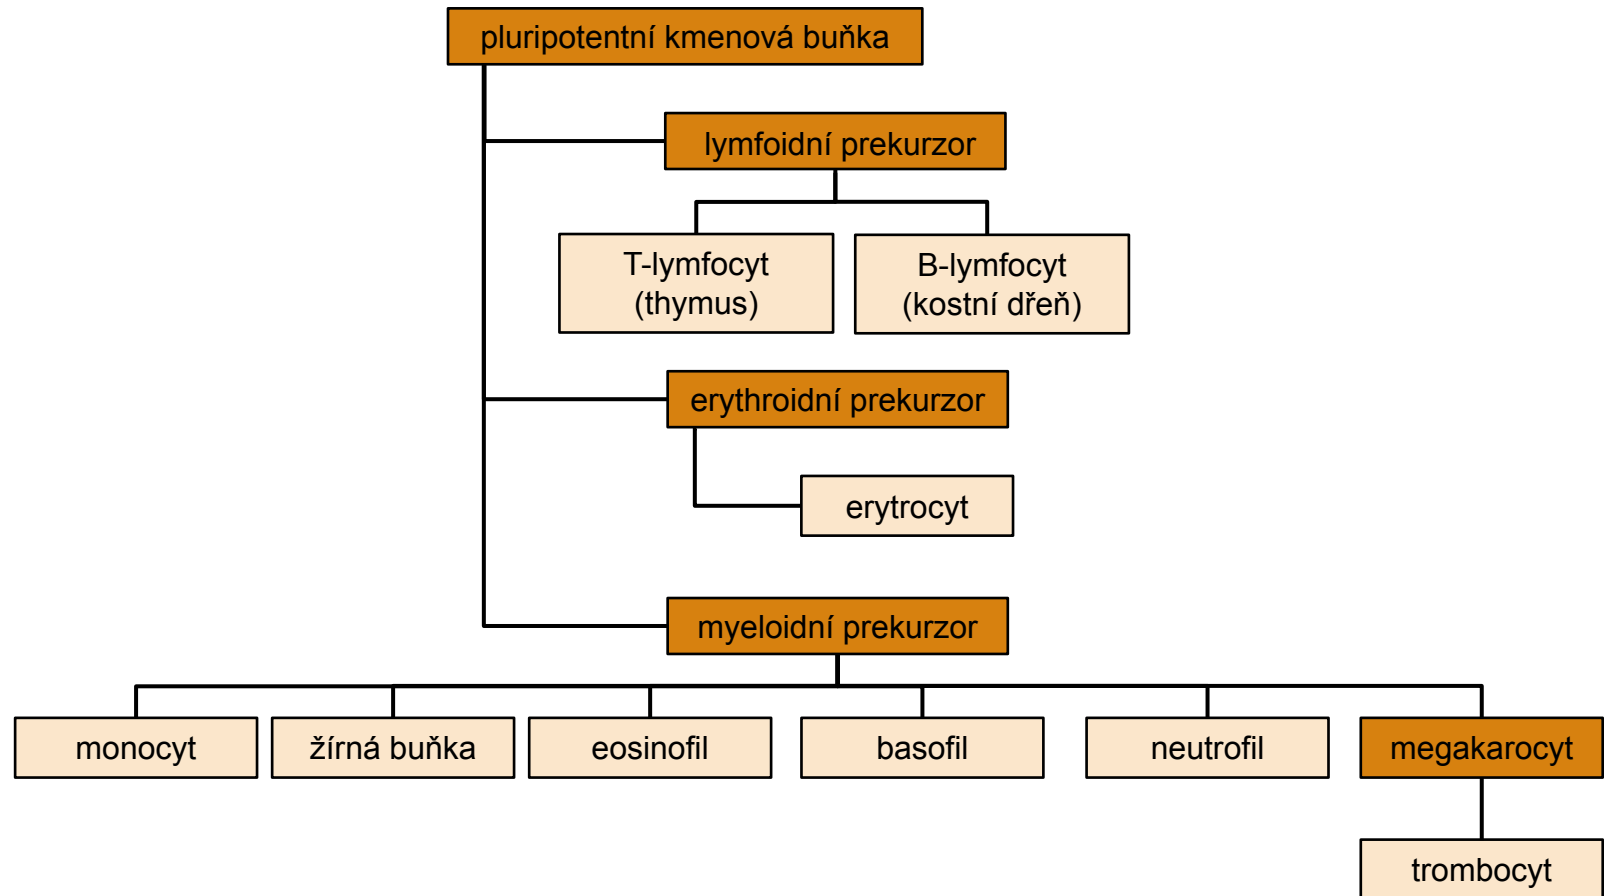 pluripotentní kmenová buňka
lymfoidní prekurzor
T-lymfocyt
(thymus)
B-lymfocyt
(kostní dřeň)
erythroidní prekurzor
erytrocyt
myeloidní prekurzor
monocyt
žírná buňka
eosinofil
basofil
neutrofil
megakarocyt
trombocyt